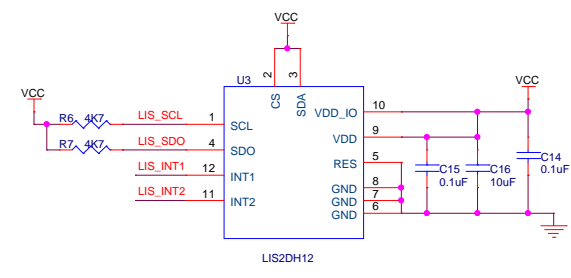 VCC
U3
2
3
CS
SDA
VCC
VCC
R6
4K7
LIS_SCL
1
SCL
VDD_IO
10
R7
4K7
LIS_SDO
4
SDO
VDD
9
LIS_INT1
12
INT1
RES
5
C15
0.1uF
C16
10uF
C14
0.1uF
LIS_INT2
11
INT2
GND
8
GND
7
GND
6
LIS2DH12